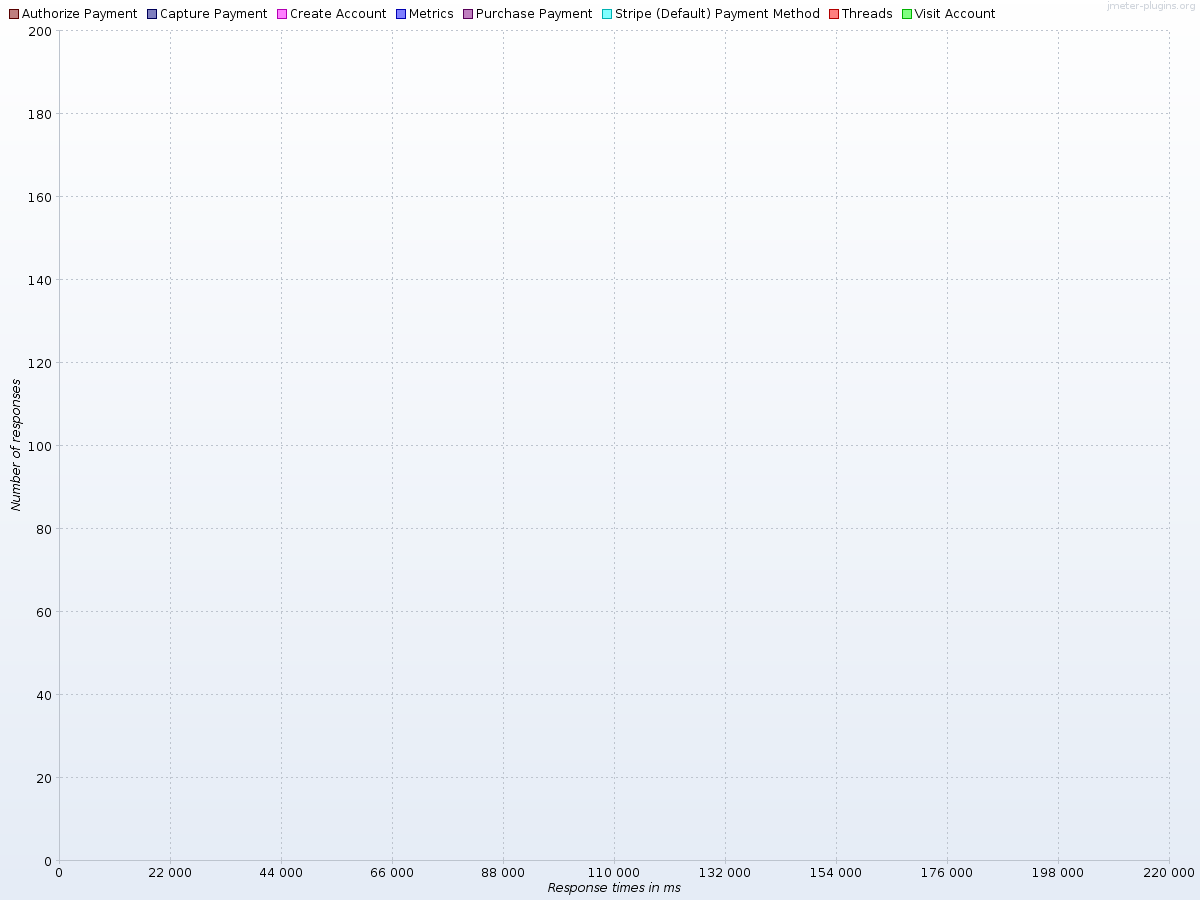 Authorize Payment Capture Payment Create Account Metrics Purchase Payment Stripe (Default) Payment Method Threads Visit Account
jmeter-plugins.org
200
180
160
140
120
100
80
60
40
20
0
Number of responses
0 22 000 44 000 66 000 88 000 110 000 132 000 154 000 176 000 198 000 220 000
Response times in ms